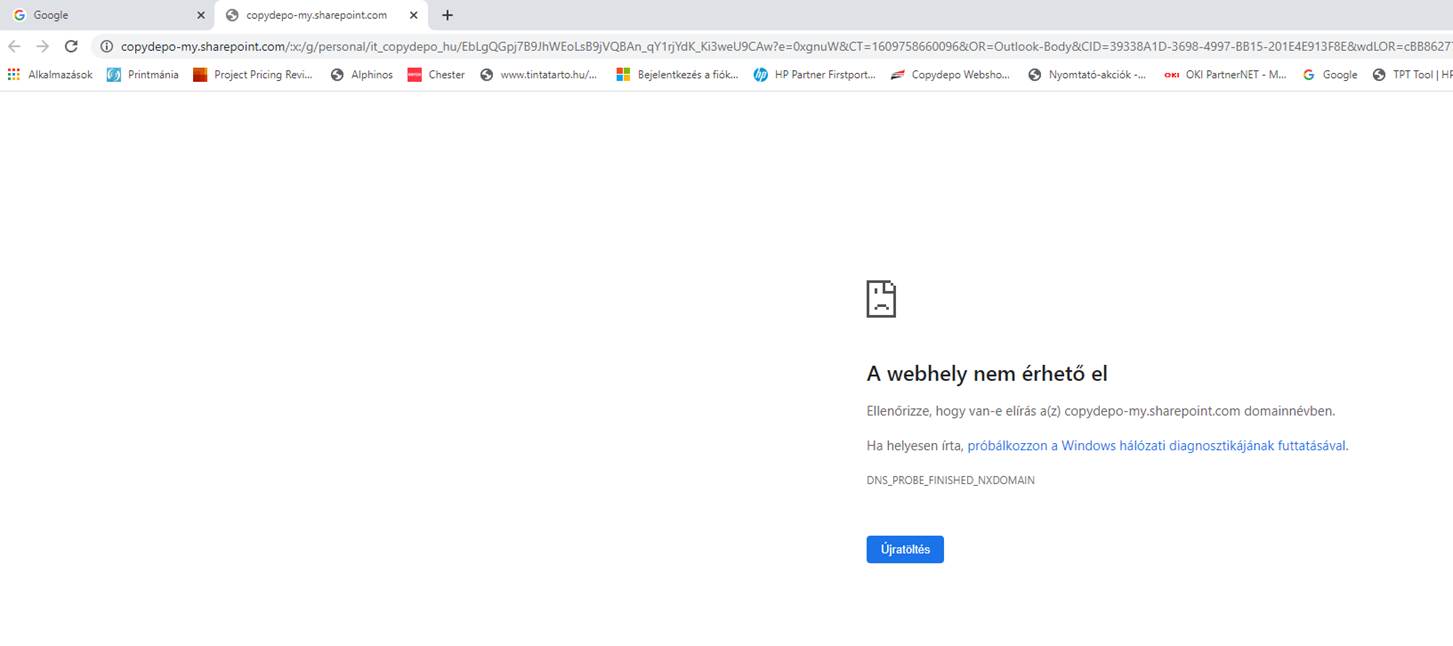 Google
copydepo-my.sharepoint.com
copydepo-my.sharepoint.com/:x:/g/personal/it_copydepo_hu/EbLgQGpj7B9JhWEoLsB9jVQBAn_qY1rjYdK_Ki3weU9CAw?e=0xgnuW&CT=1609758660096&OR=Outlook-Body&CID=39338A1D-3698-4997-BB15-201E4E913F8E&wdLOR=cBB8627
Alkalmazások Printmánia Project Pricing Revi... Alphinos Chester www.tintatarto.hu/... Bejelentkezés a fiók... HP Partner Firstport... Copydepo Websho... Nyomtató-akciók -... OKI PartnerNET - M... Google TPT Tool | HP
A webhely nem érhető el
Ellenőrizze, hogy van-e elírás a(z) copydepo-my.sharepoint.com domainnévben.
Ha helyesen írta, próbálkozzon a Windows hálózati diagnosztikájának futtatásával.
DNS_PROBE_FINISHED_NXDOMAIN
Újratöltés